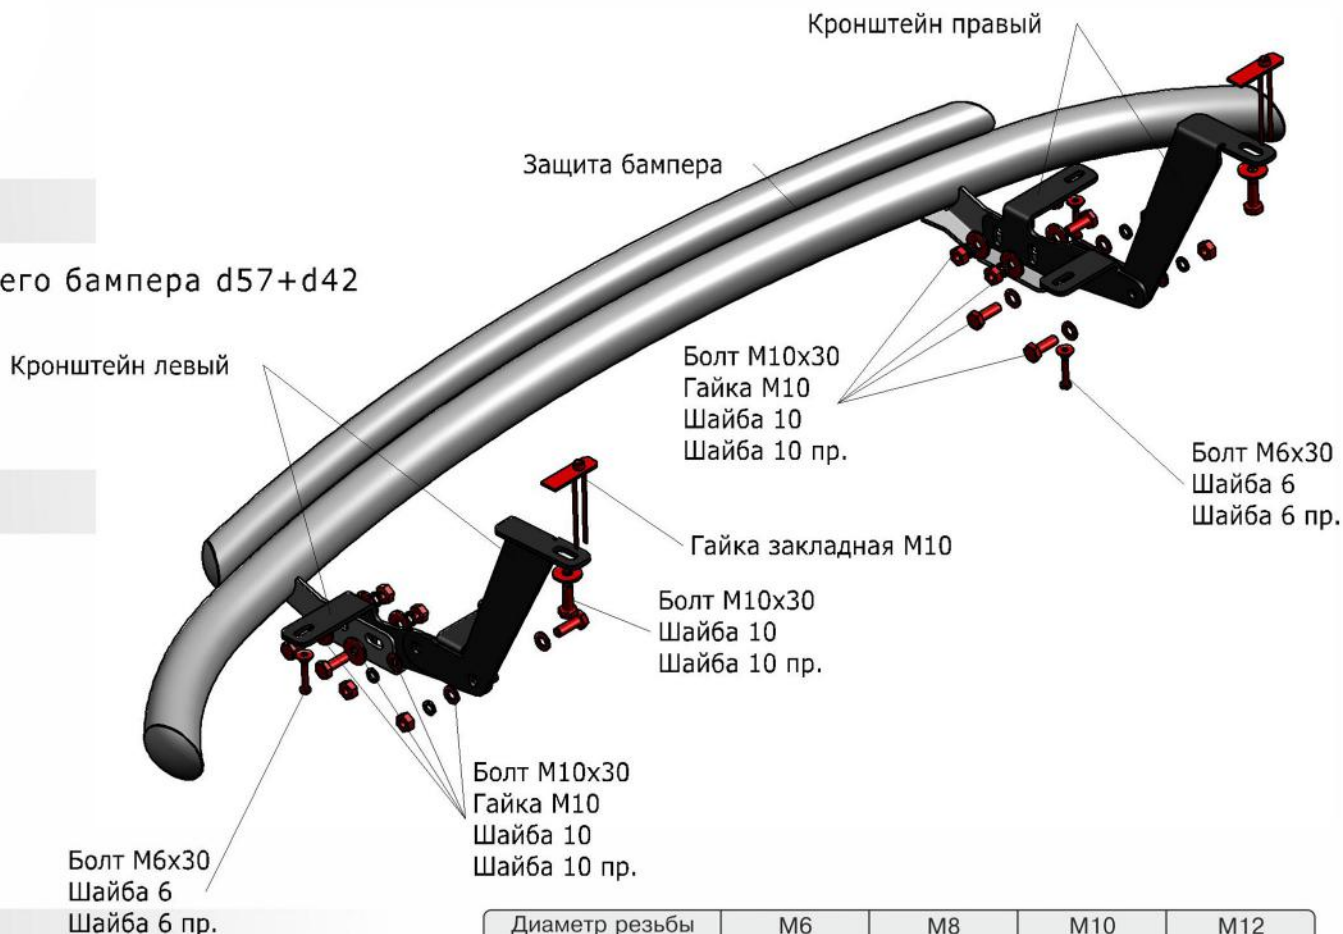 Кронштейн правый
Защита бампера
его бампера d57+d42
Кронштейн левый
Болт М10х30
Гайка М10
Шайба 10
Шайба 10 пр.
Болт М6х30
Шайба 6
Шайба 6 пр.
Гайка закладная М10
Болт М10х30
Шайба 10
Шайба 10 пр.
Болт М10х30
Гайка М10
Шайба 10
Шайба 10 пр.
Болт М6х30
Шайба 6
Шайба 6 пр.
Диаметр резьбы М6 М8 М10 М12